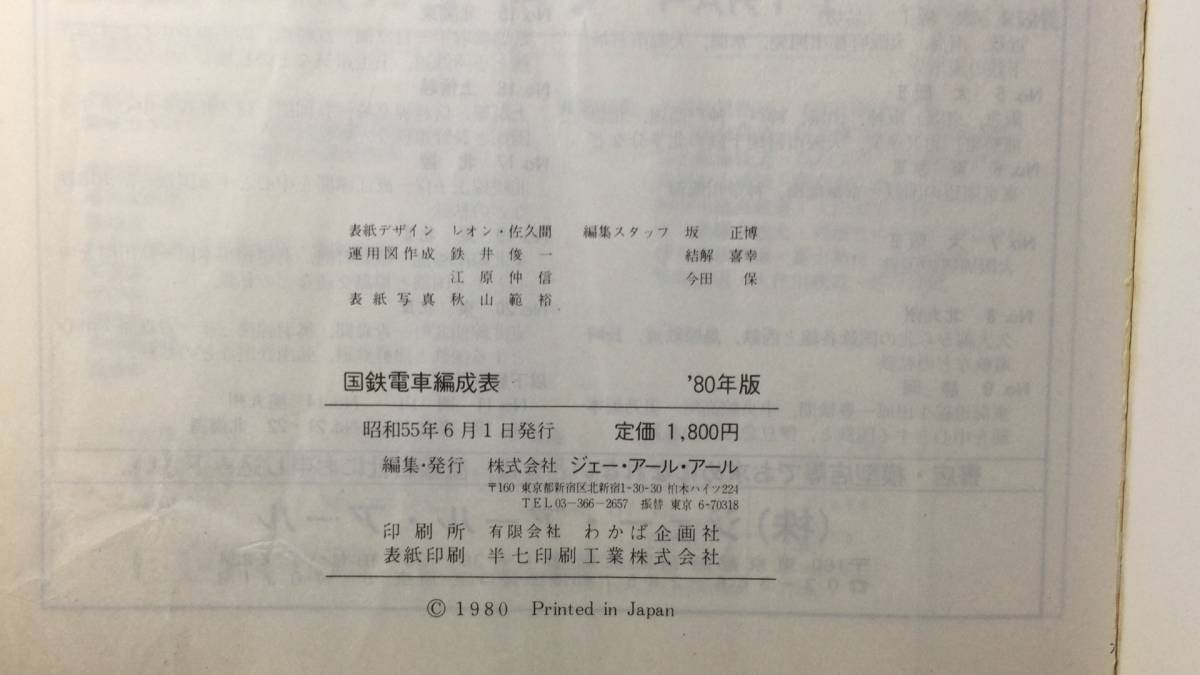 表紙デザイン レオン・佐久間 編集スタッフ 坂 正博
運用図作成 鉄井俊一 結解喜幸
江原仲信 今田 保
表紙写真 秋山範裕
国鉄電車編成表 '80年版
昭和55年6月1日発行 定価 1,800円
編集・発行 株式会社 ジェー・アール・アール
〒160 東京都新宿区北新宿1-30-30 柏木ハイツ224
TEL 03-366-2657 振替 東京 6-70318
印刷所 有限会社 わかば企画社
表紙印刷 半七印刷工業株式会社
© 1980 Printed in Japan